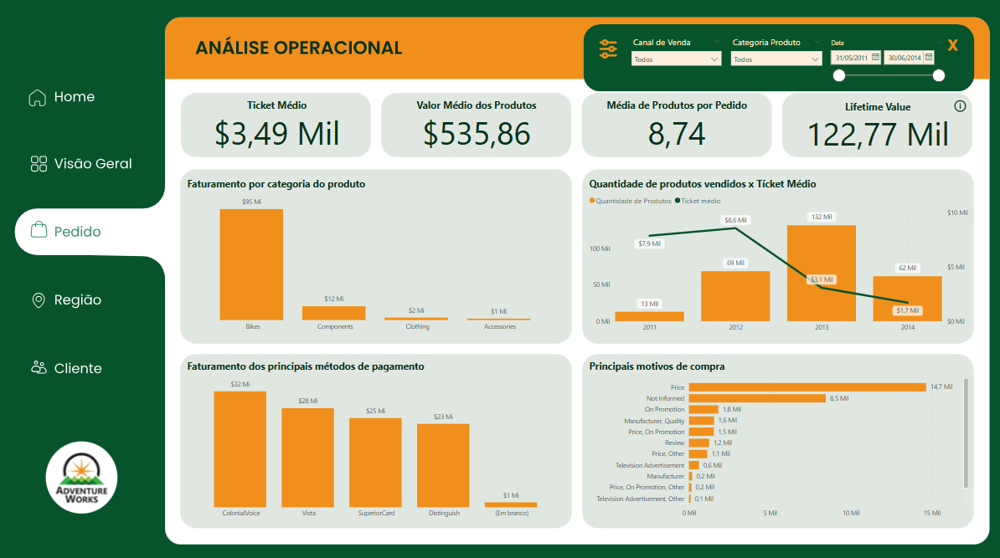 ANÁLISE OPERACIONAL
Canal de Venda
Todos
Categoria Produto
Todos
Data
31/05/2011
30/06/2014
X
Home
Visão Geral
Pedido
Região
Cliente
ADVENTURE
WORKS
Ticket Médio
$3,49 Mil
Valor Médio dos Produtos
$535,86
Média de Produtos por Pedido
8,74
Lifetime Value
122,77 Mil
Faturamento por categoria do produto
$95 Mi
$12 Mi
$2 Mi
$1 Mi
Bikes
Components
Clothing
Accessories
Quantidade de produtos vendidos x Tícket Médio
Quantidade de Produtos
Ticket médio
$10 Mil
$5 Mil
$0 Mil
100 Mil
50 Mil
0 Mil
$7,9 Mil
$8,6 Mil
$3,1 Mil
$1,7 Mil
13 Mil
69 Mil
132 Mil
62 Mil
2011
2012
2013
2014
Faturamento dos principais métodos de pagamento
$32 Mi
$28 Mi
$25 Mi
$23 Mi
$1 Mi
ColonialVoice
Vista
SuperiorCard
Distinguish
(Em branco)
Principais motivos de compra
Price 14,7 Mil
Not Informed 8,5 Mil
On Promotion 1,8 Mil
Manufacturer, Quality 1,6 Mil
Price, On Promotion 1,5 Mil
Review 1,2 Mil
Price, Other 1,1 Mil
Television Advertisement 0,6 Mil
Manufacturer 0,2 Mil
Price, On Promotion, Other 0,2 Mil
Television Advertisement, Other 0,1 Mil
0 Mil
5 Mil
10 Mil
15 Mil